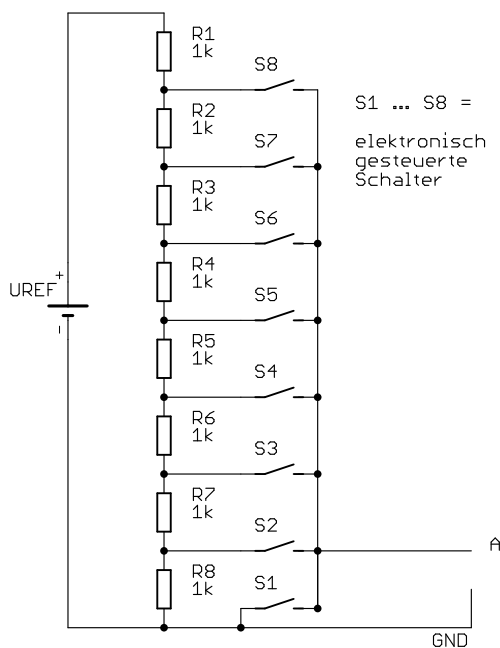 R1
1k
S8
S1 ... S8 =
R2
1k
S7
elektronisch
gesteuerte
Schalter
R3
1k
S6
R4
1k
+
UREF
-
S5
R5
1k
S4
R6
1k
S3
R7
1k
S2
A
R8
1k
S1
GND